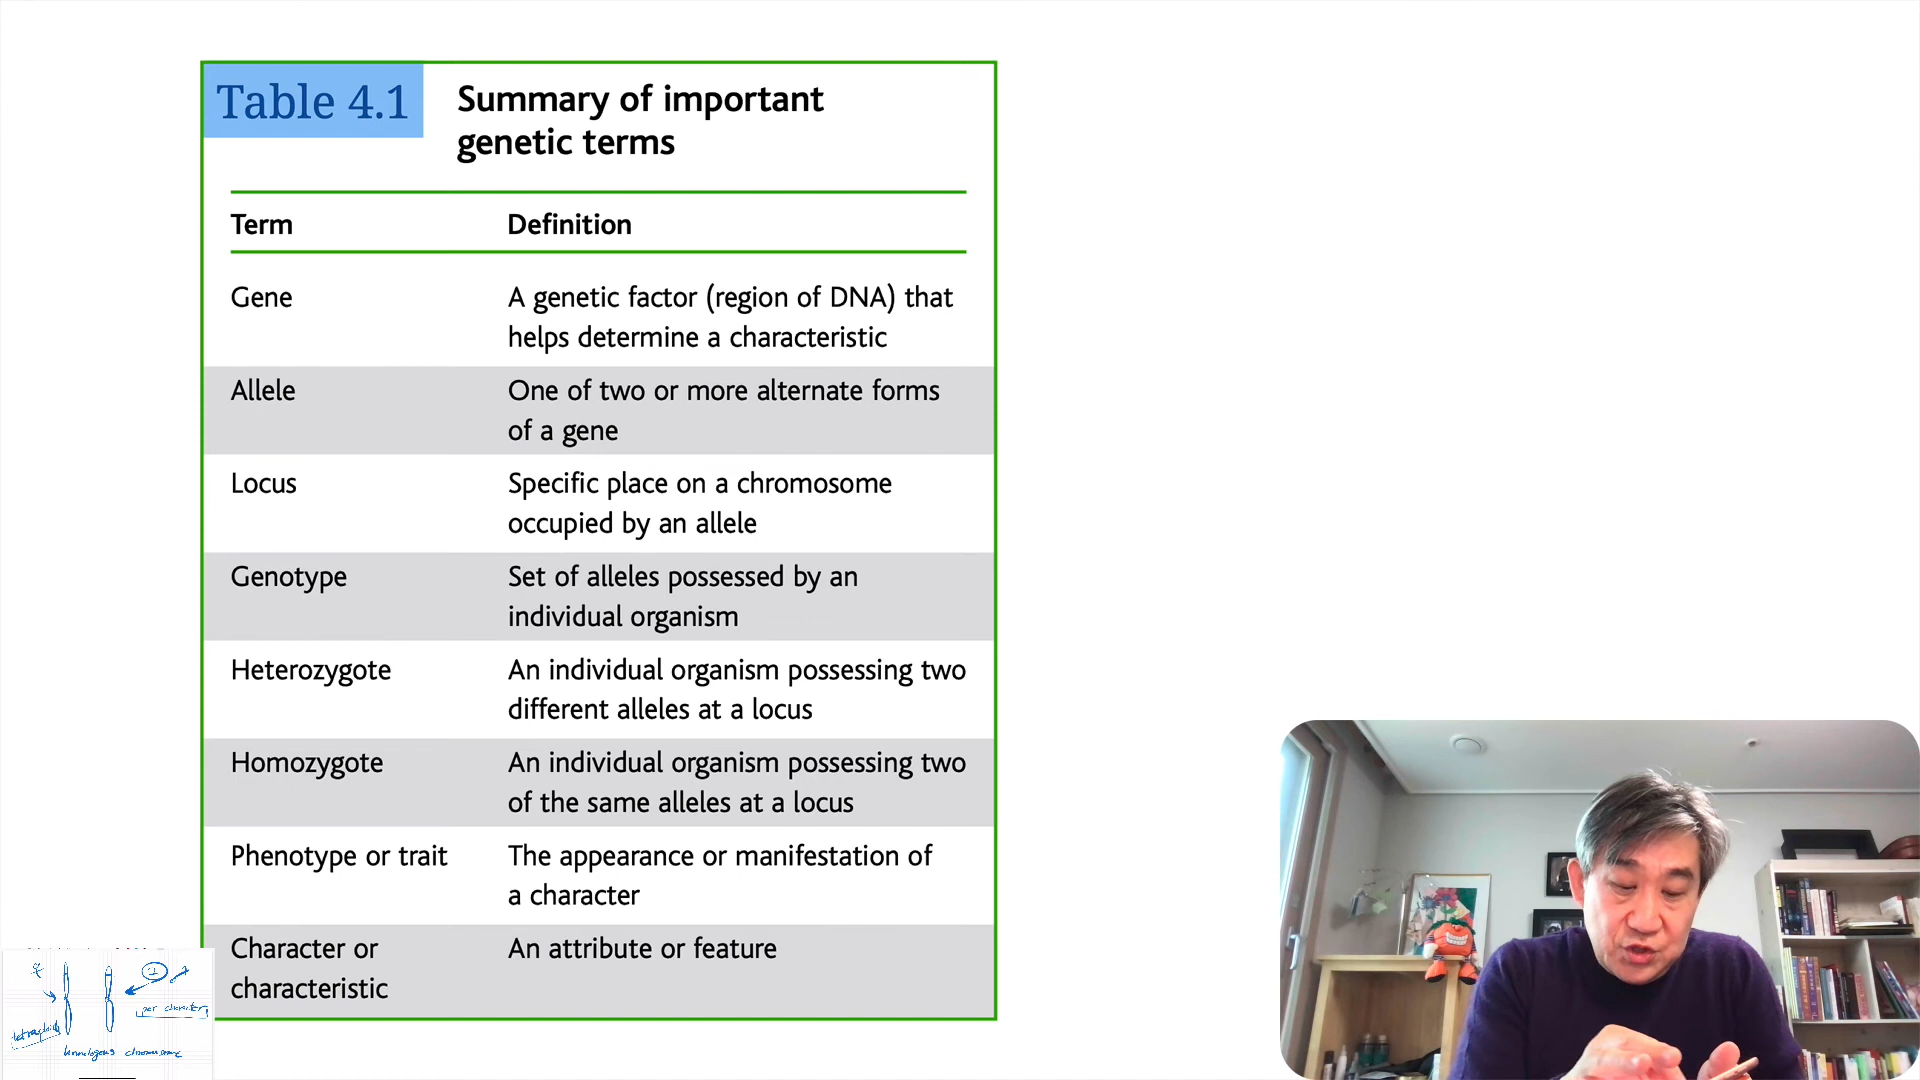 Table 4.1
Summary of important
genetic terms
Term Definition
Gene A genetic factor (region of DNA) that
helps determine a characteristic
Allele One of two or more alternate forms
of a gene
Locus Specific place on a chromosome
occupied by an allele
Genotype Set of alleles possessed by an
individual organism
Heterozygote An individual organism possessing two
different alleles at a locus
Homozygote An individual organism possessing two
of the same alleles at a locus
Phenotype or trait The appearance or manifestation of
a character
Character or An attribute or feature
characteristic
per character
homologous chromosome